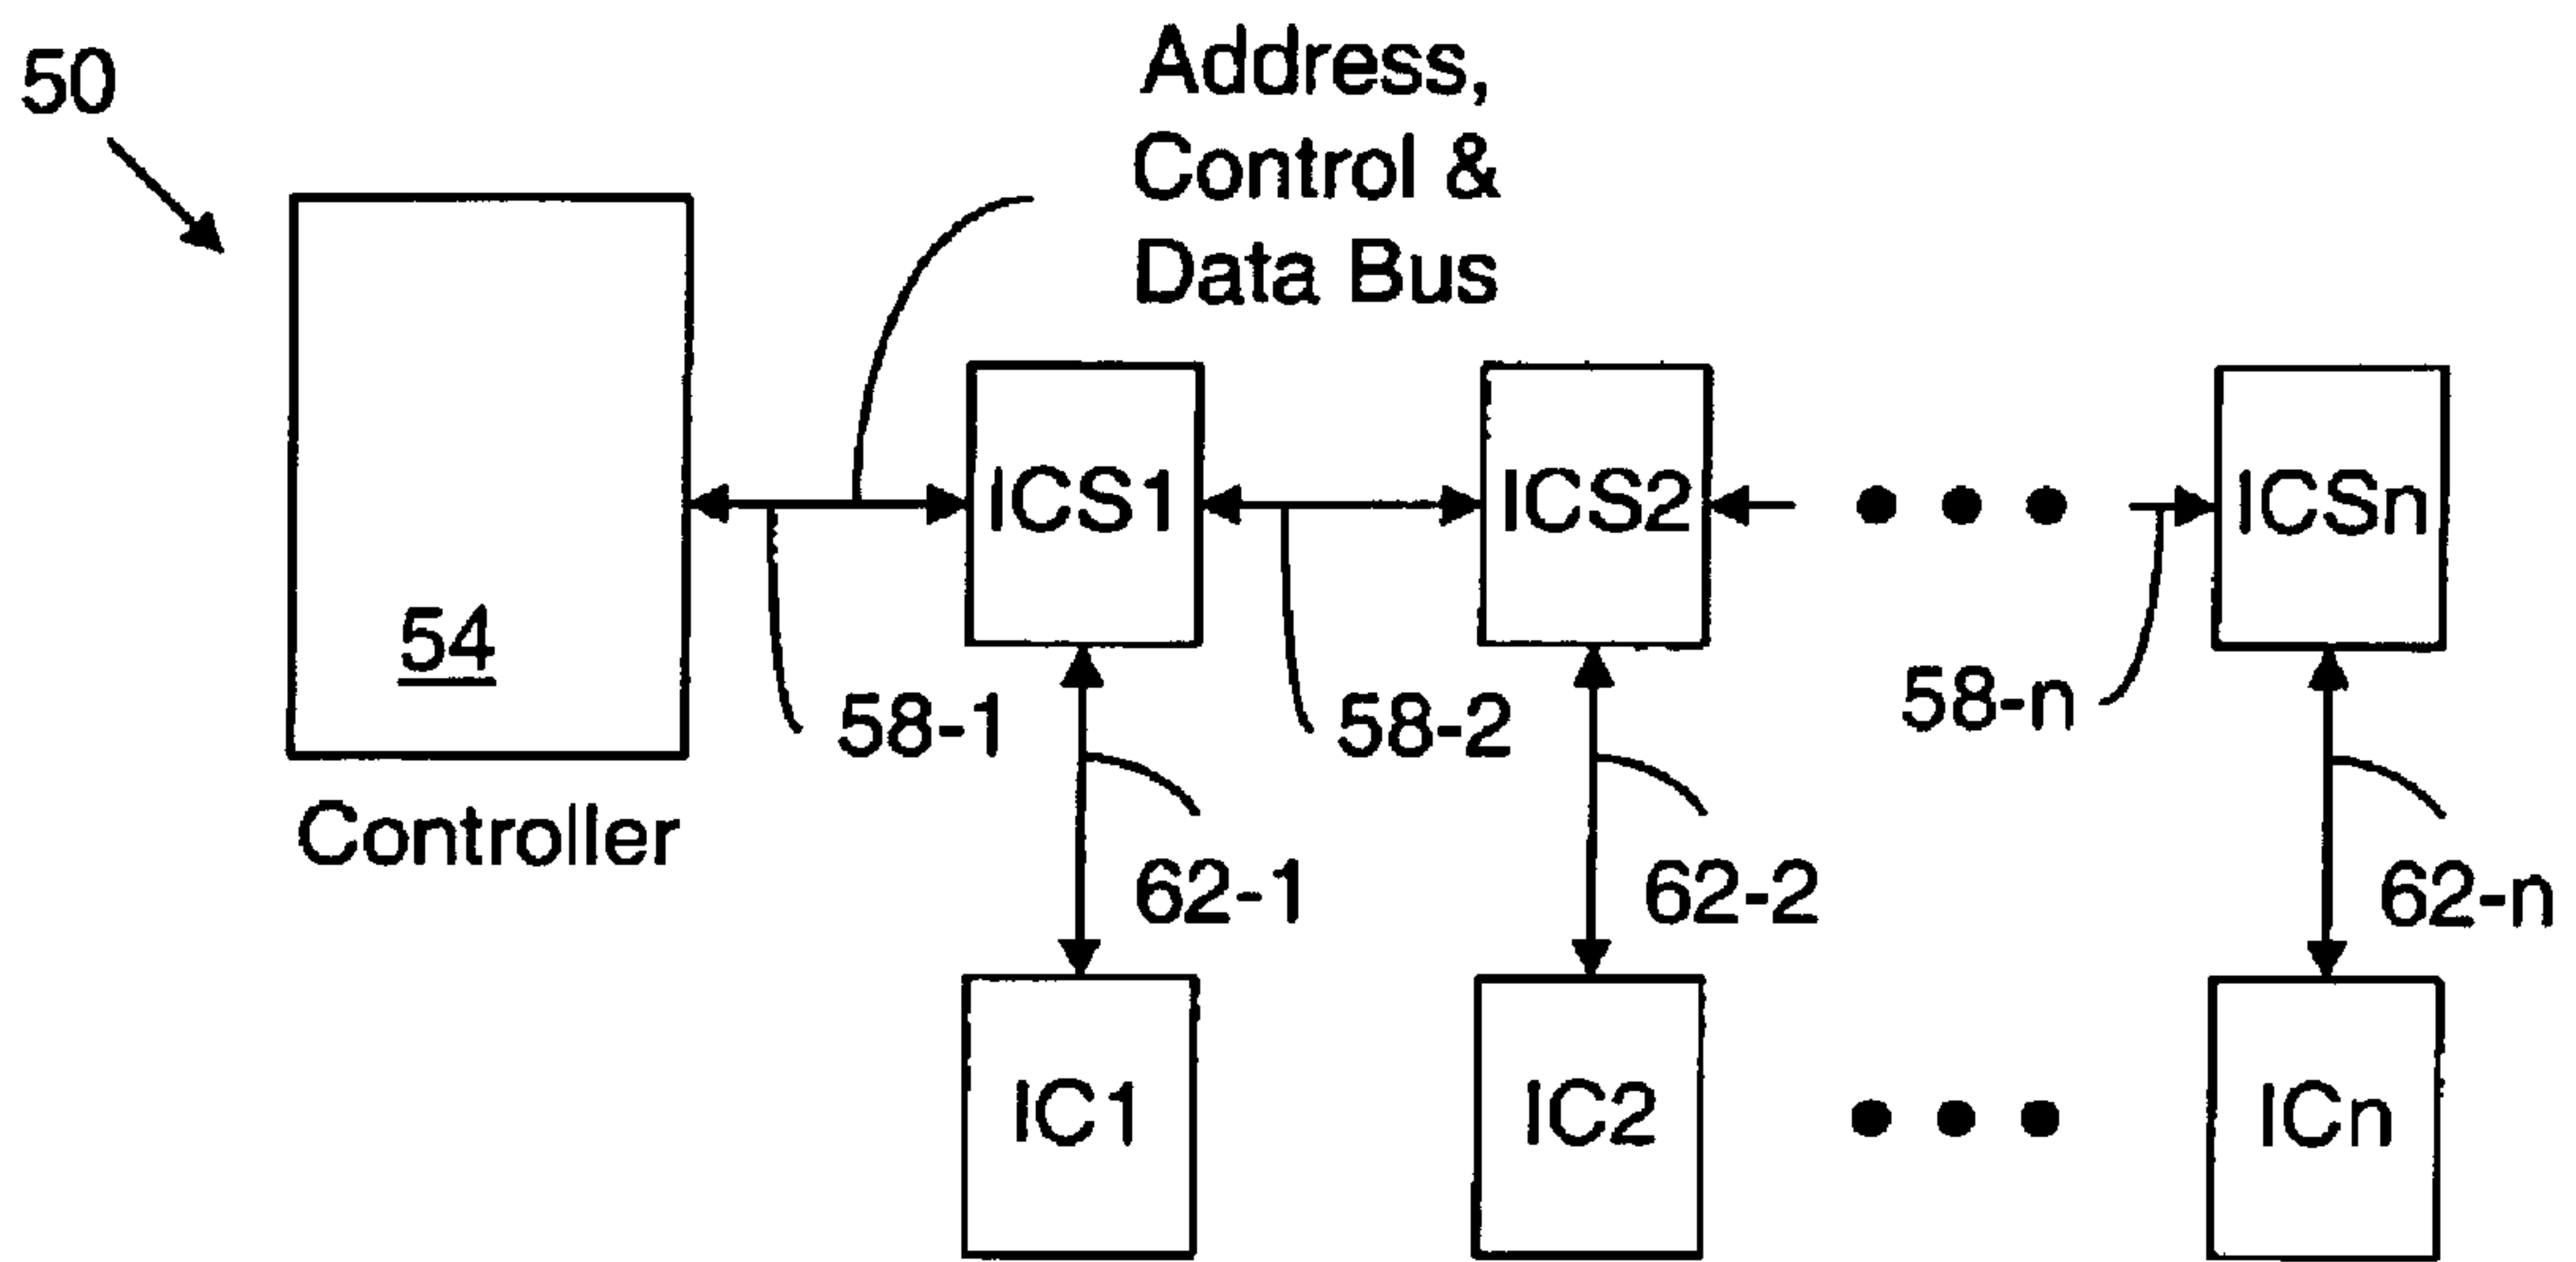 50
Address,
Control &
Data Bus
ICS1
ICS2
ICSn
54
58-1
58-2
58-n
Controller
62-1
62-2
62-n
IC1
IC2
ICn